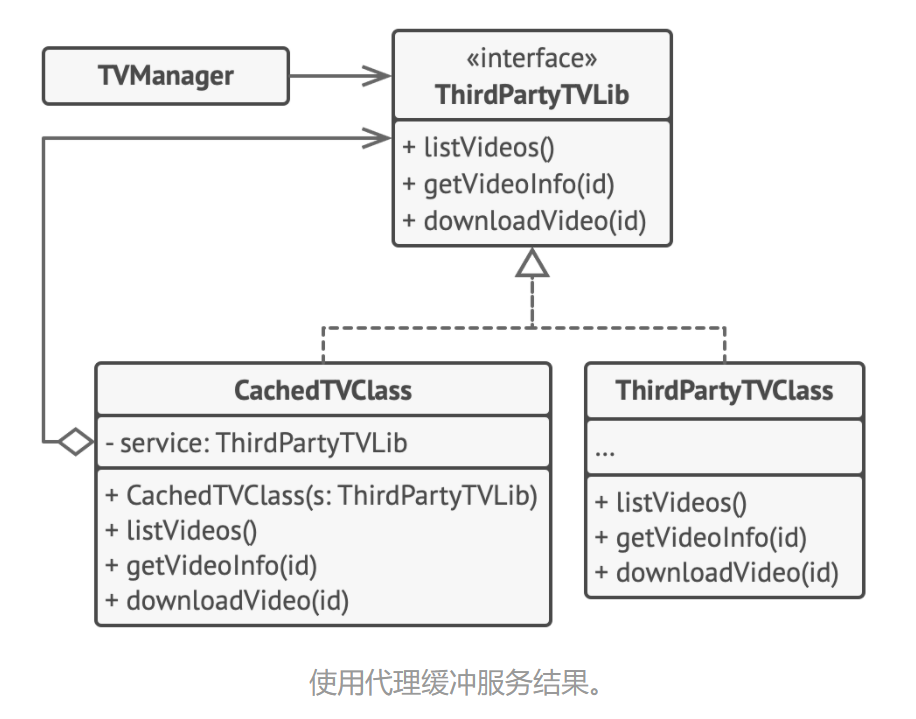 TVManager
«interface»
ThirdPartyTVLib
+ listVideos()
+ getVideoInfo(id)
+ downloadVideo(id)
CachedTVClass
- service: ThirdPartyTVLib
+ CachedTVClass(s: ThirdPartyTVLib)
+ listVideos()
+ getVideoInfo(id)
+ downloadVideo(id)
ThirdPartyTVClass
...
+ listVideos()
+ getVideoInfo(id)
+ downloadVideo(id)
使用代理缓冲服务结果。